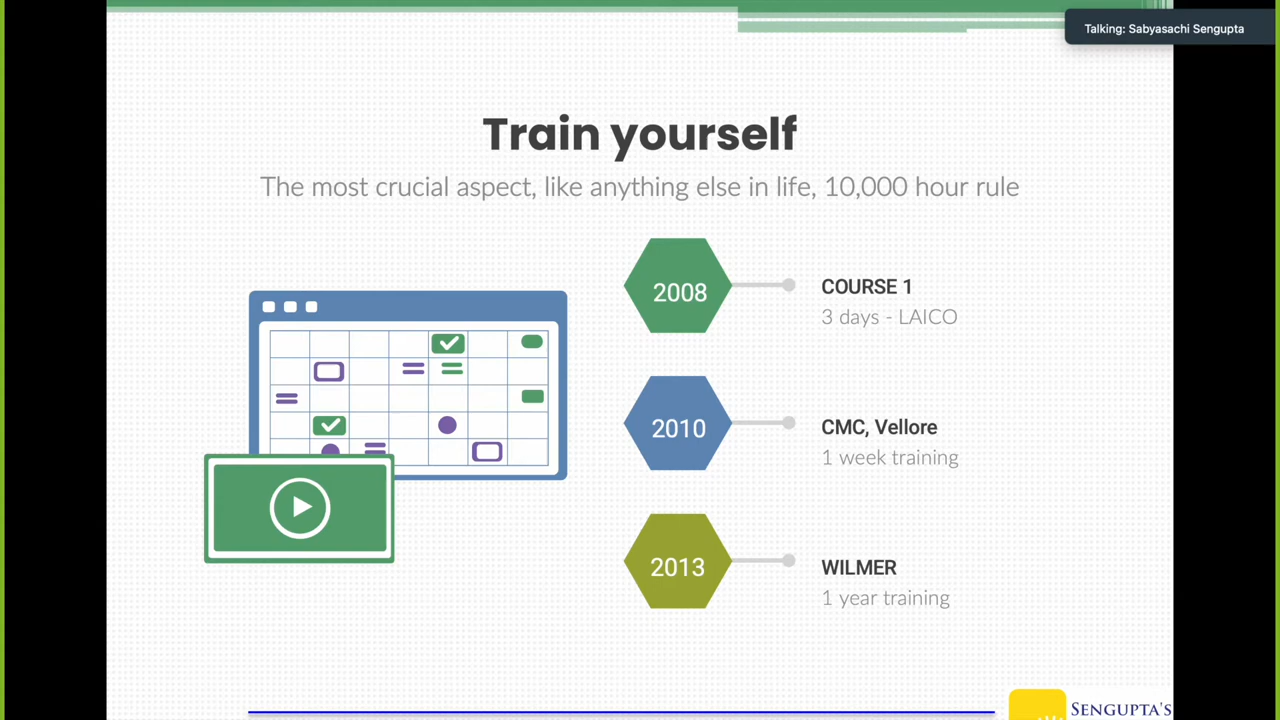 Talking: Sabyasachi Sengupta
Train yourself
The most crucial aspect, like anything else in life, 10,000 hour rule
2008
COURSE 1
3 days - LAICO
2010
CMC, Vellore
1 week training
2013
WILMER
1 year training
SENGUPTA'S